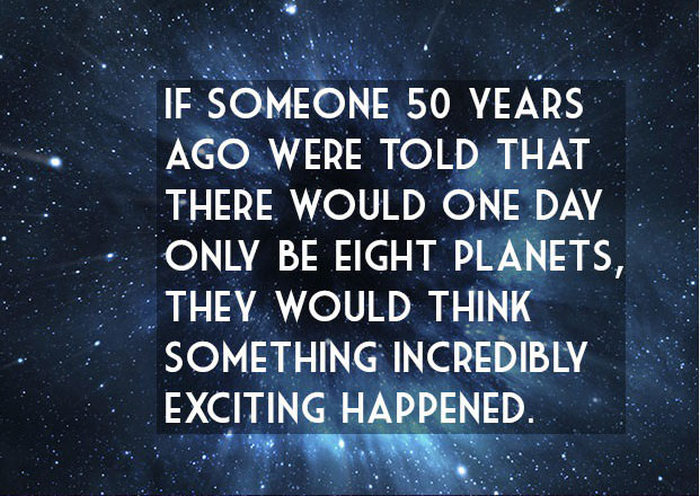 IF SOMEONE 50 YEARS
AGO WERE TOLD THAT
THERE WOULD ONE DAY
ONLY BE EIGHT PLANETS,
THEY WOULD THINK
SOMETHING INCREDIBLY
EXCITING HAPPENED.